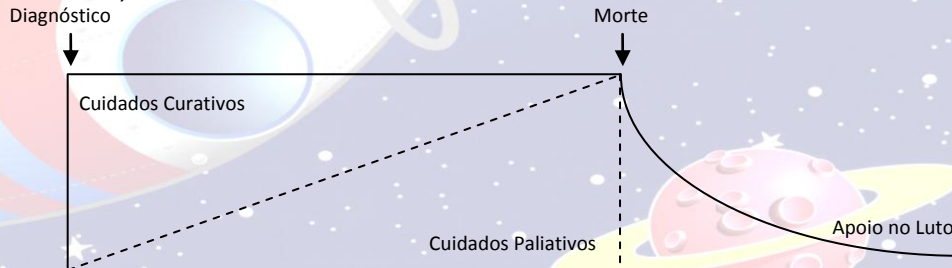 Diagnóstico
Morte
Cuidados Curativos
Apoio no Luto
Cuidados Paliativos